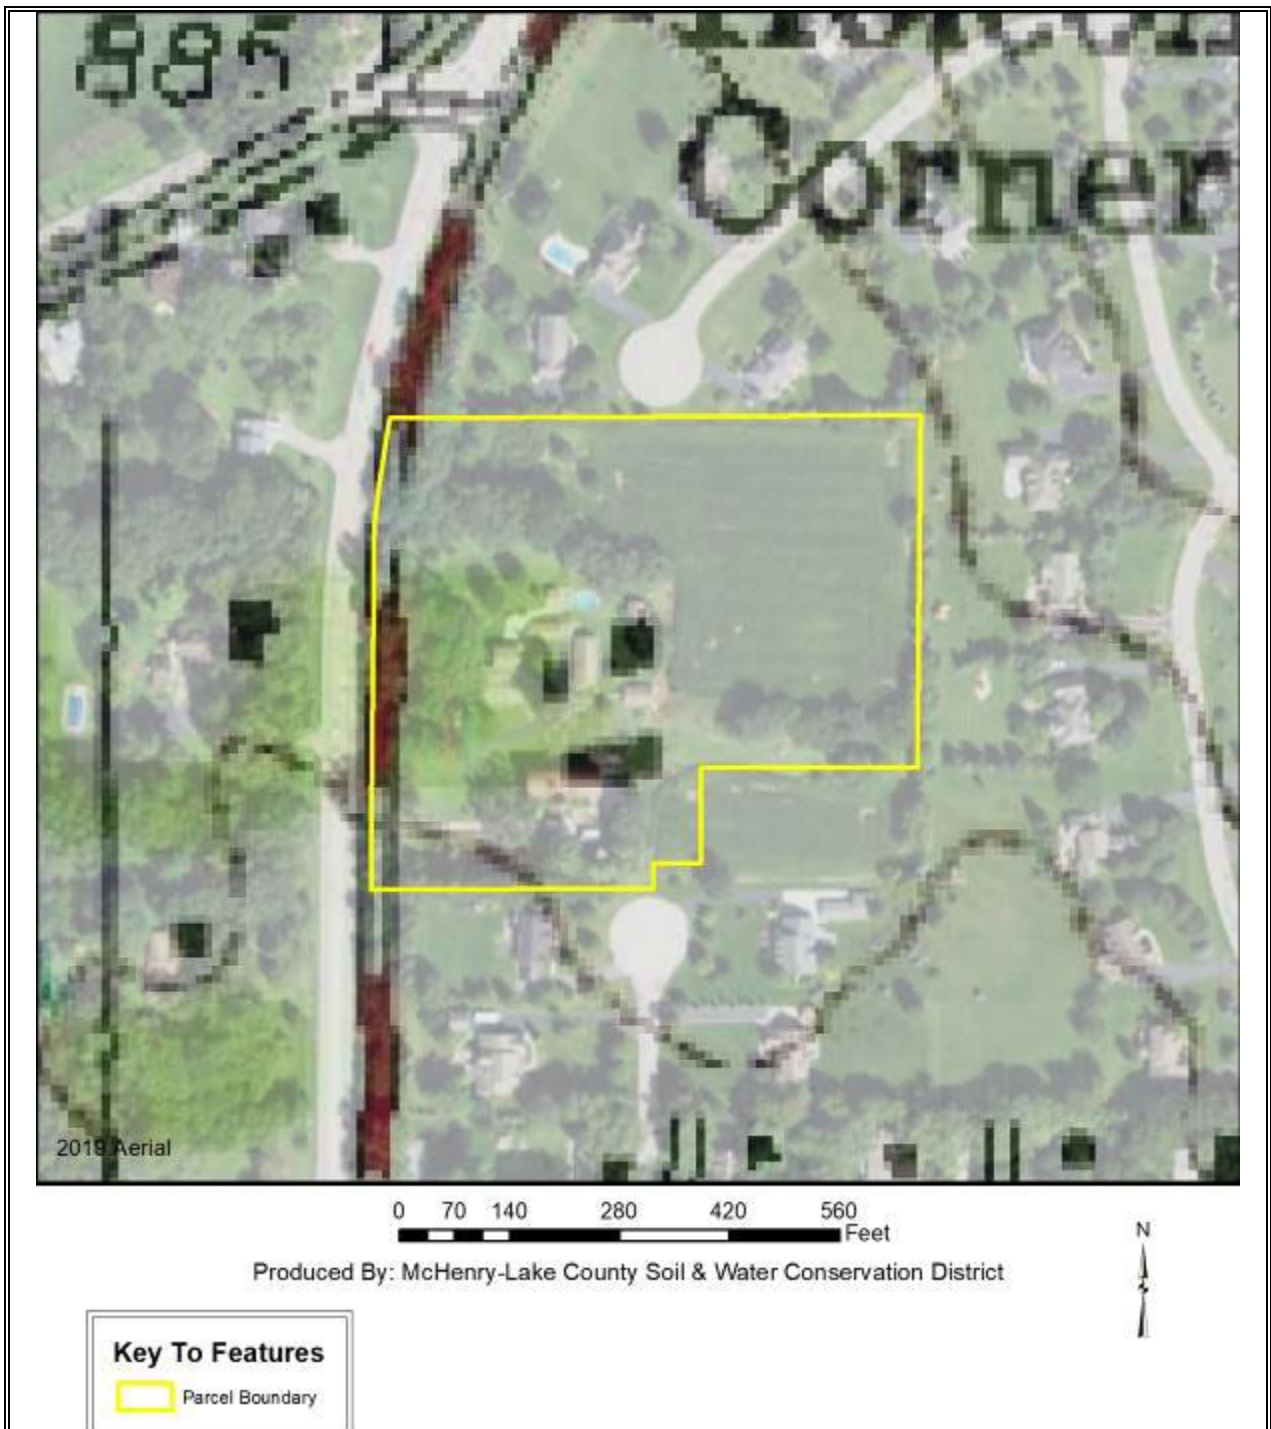 885
Corner
2019 Aerial
0 70 140 280 420 560
Feet
Produced By: McHenry-Lake County Soil & Water Conservation District
N
Key To Features
Parcel Boundary